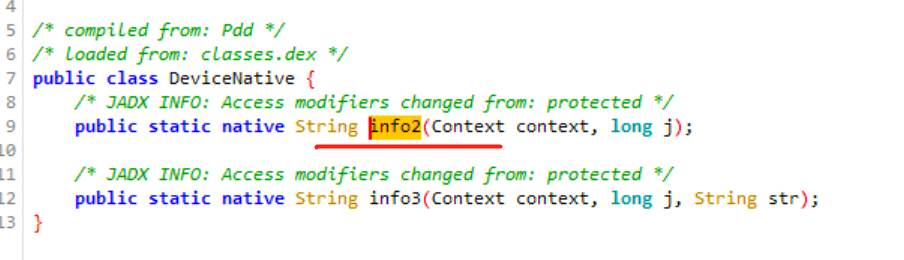 4
5 /* compiled from: Pdd */
6 /* loaded from: classes.dex */
7 public class DeviceNative {
8 /* JADX INFO: Access modifiers changed from: protected */
9 public static native String info2(Context context, long j);
10
11 /* JADX INFO: Access modifiers changed from: protected */
12 public static native String info3(Context context, long j, String str);
13 }